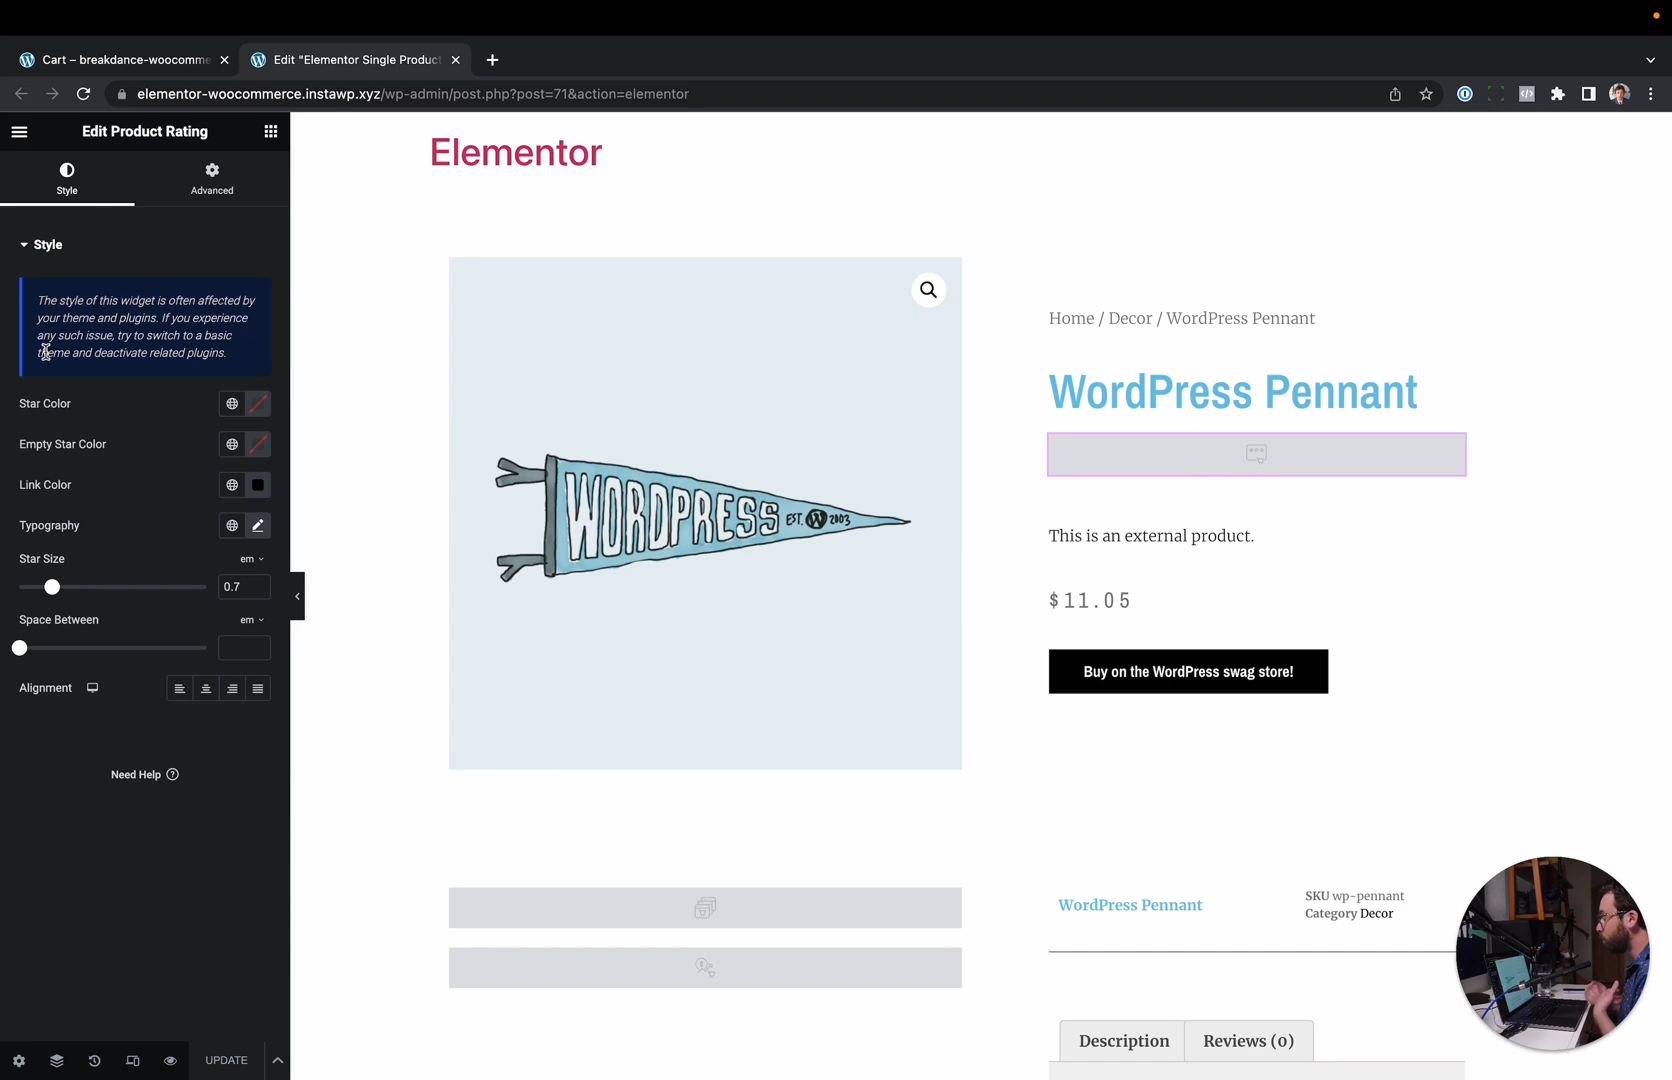 Cart – breakdance-woocomme
Edit "Elementor Single Product
elementor-woocommerce.instawp.xyz/wp-admin/post.php?post=71&action=elementor
Edit Product Rating
Style
Advanced
Style
The style of this widget is often affected by
your theme and plugins. If you experience
any such issue, try to switch to a basic
theme and deactivate related plugins.
Star Color
Empty Star Color
Link Color
Typography
Star Size
em
0.7
Space Between
em
Alignment
Need Help
UPDATE
Elementor
WORDPRESS EST. 2003
Home / Decor / WordPress Pennant
WordPress Pennant
This is an external product.
$11.05
Buy on the WordPress swag store!
WordPress Pennant
SKU wp-pennant
Category Decor
Description
Reviews (0)